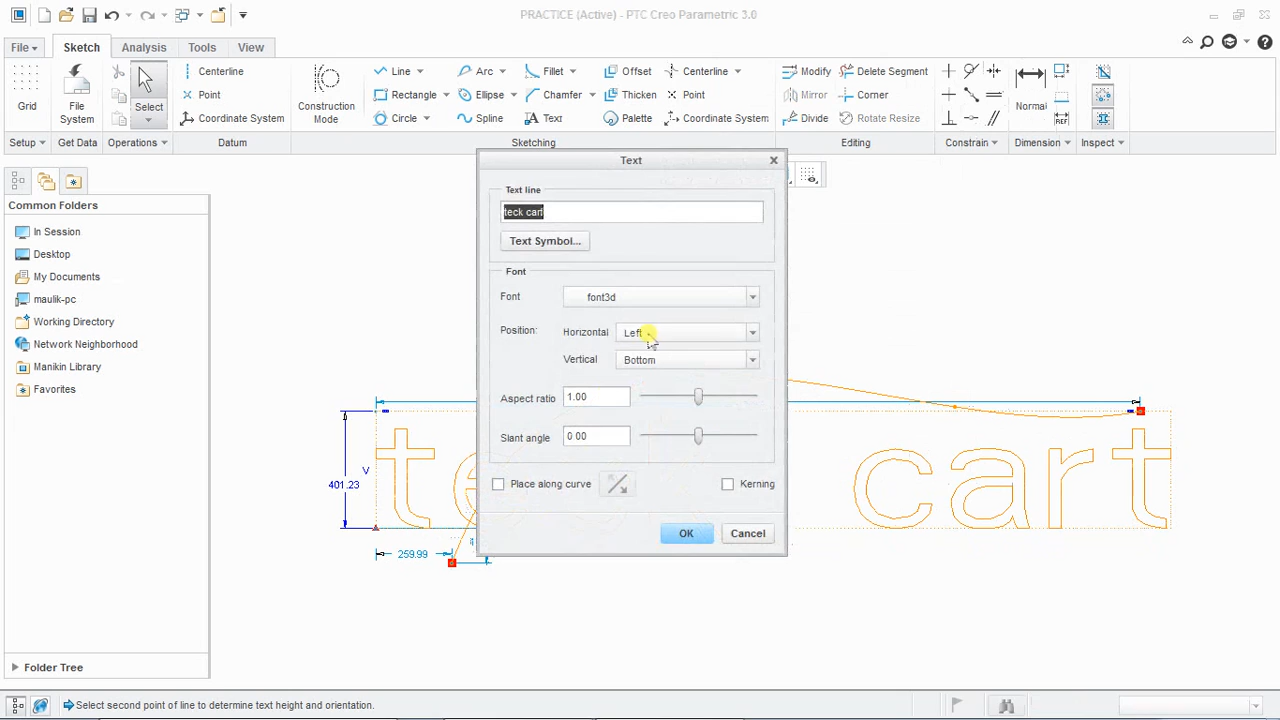 PRACTICE (Active) - PTC Creo Parametric 3.0
File Sketch Analysis Tools View
Grid
File System
Select
Centerline
Point
Coordinate System
Construction Mode
Line Arc Fillet Offset Centerline
Rectangle Ellipse Chamfer Thicken Point
Circle Spline Text Palette Coordinate System
Modify Delete Segment
Mirror Corner
Divide Rotate Resize
Normal
Setup Get Data Operations Datum Sketching Editing Constrain Dimension Inspect
Common Folders
In Session
Desktop
My Documents
maulik-pc
Working Directory
Network Neighborhood
Manikin Library
Favorites
Folder Tree
Text
Text line
teck cart
Text Symbol...
Font
Font font3d
Position: Horizontal Left
Vertical Bottom
Aspect ratio 1.00
Slant angle 0.00
Place along curve Kerning
OK Cancel
V
401.23
259.99
te cart
Select second point of line to determine text height and orientation.